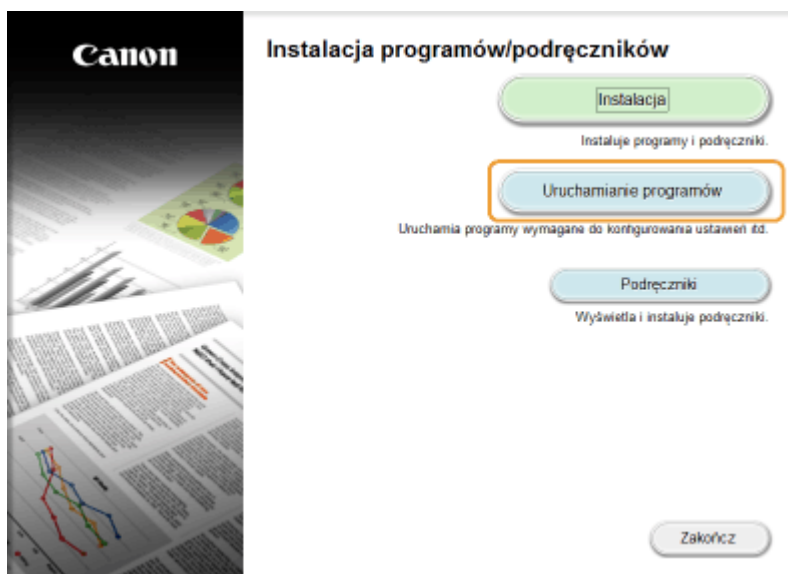 Canon
Instalacja programów/podręczników
Instalacja
Instaluje programy i podręczniki.
Uruchamianie programów
Uruchamia programy wymagane do konfigurowania ustawień itd.
Podręczniki
Wyświetla i instaluje podręczniki.
Zakończ